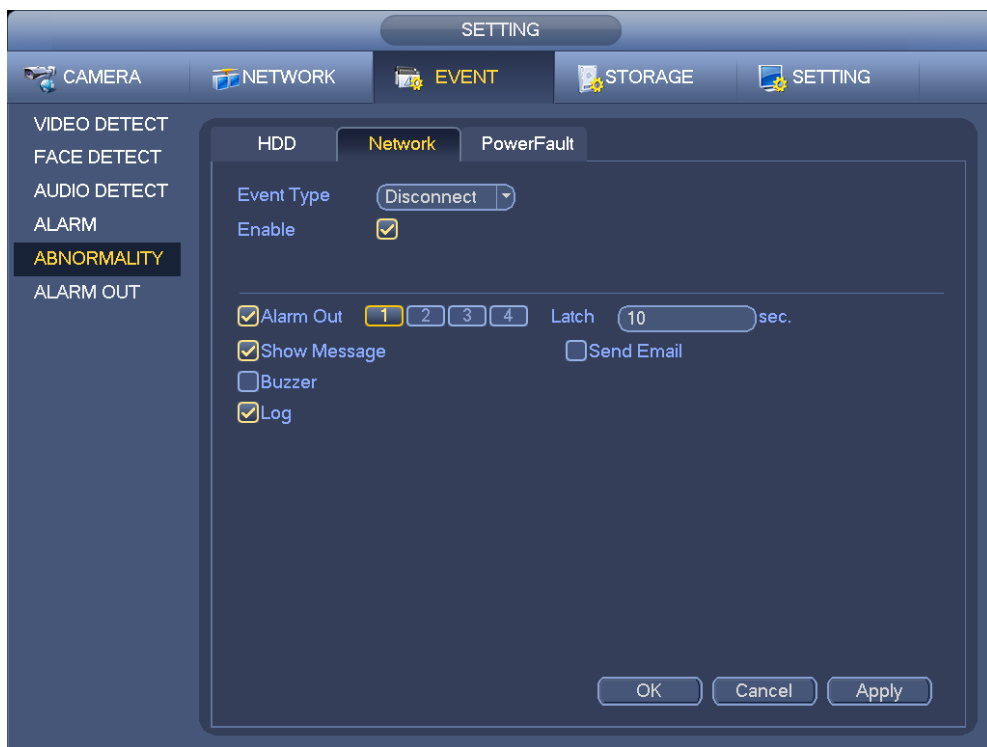 SETTING
CAMERA NETWORK EVENT STORAGE SETTING
VIDEO DETECT
FACE DETECT
AUDIO DETECT
ALARM
ABNORMALITY
ALARM OUT
HDD Network PowerFault
Event Type Disconnect
Enable
Alarm Out 1 2 3 4 Latch 10 sec.
Show Message Send Email
Buzzer
Log
OK Cancel Apply